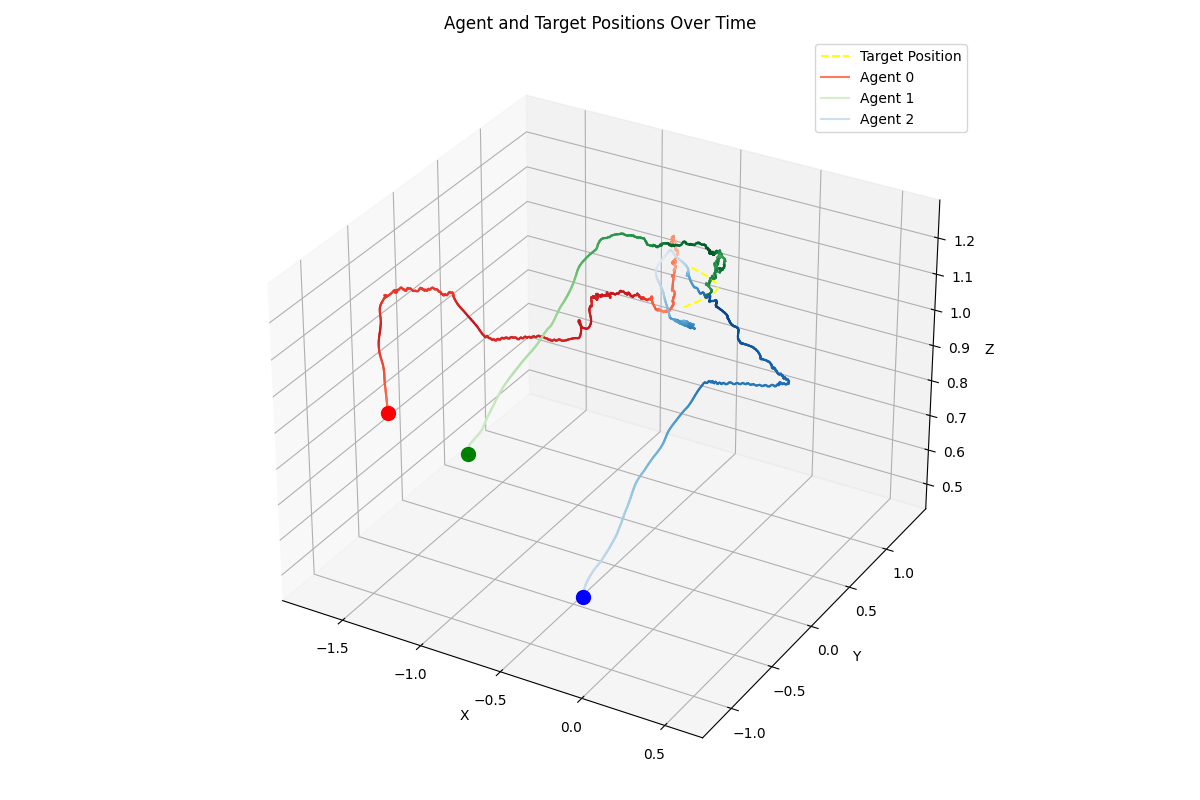 Agent and Target Positions Over Time
Target Position
Agent 0
Agent 1
Agent 2
1.2
1.1
1.0
0.9
0.8
0.7
0.6
0.5
Z
1.0
0.5
0.0
−0.5
−1.0
Y
−1.5
−1.0
−0.5
0.0
0.5
X